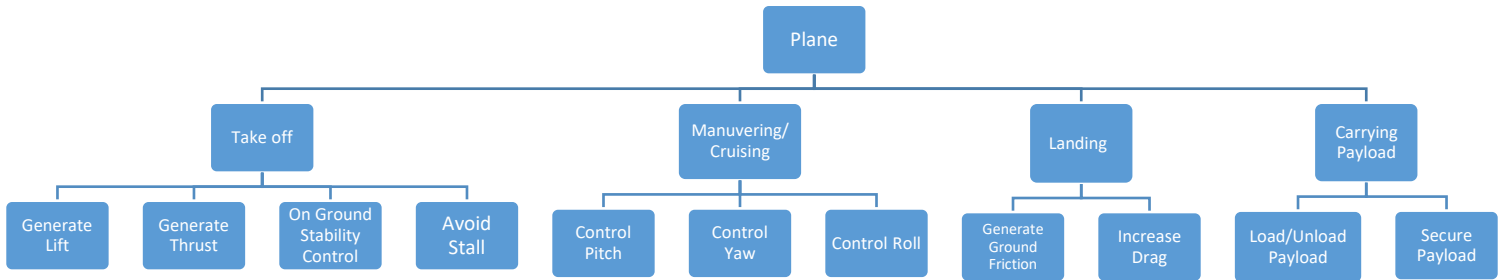 Plane
Take off
Manuvering/
Cruising
Landing
Carrying
Payload
Generate
Lift
Generate
Thrust
On Ground
Stability
Control
Avoid
Stall
Control
Pitch
Control
Yaw
Control Roll
Generate
Ground
Friction
Increase
Drag
Load/Unload
Payload
Secure
Payload